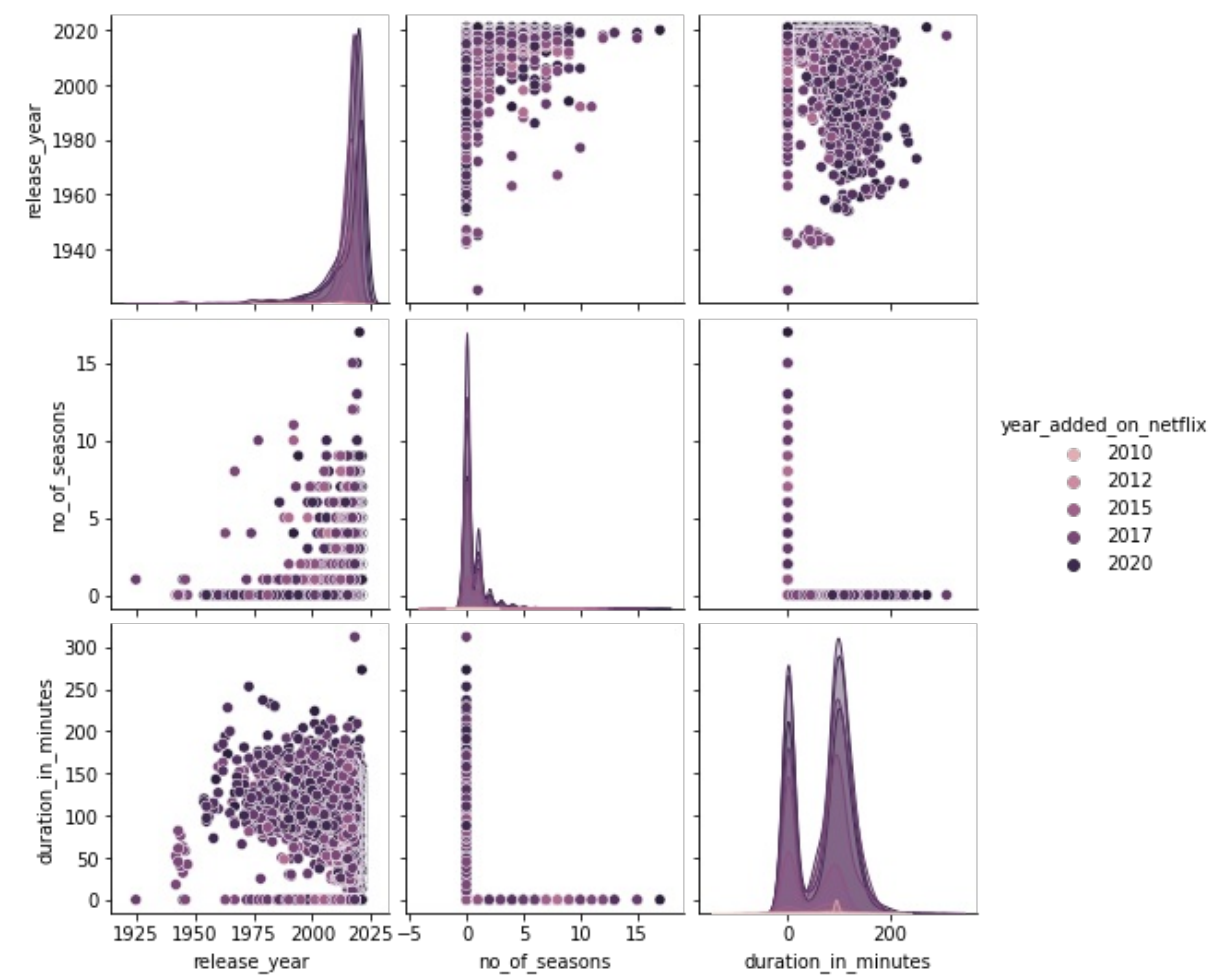 2020
2000
1980
1960
1940
release_year
15
10
5
0
no_of_seasons
year_added_on_netflix
2010
2012
2015
2017
2020
300
250
200
150
100
50
0
duration_in_minutes
1925 1950 1975 2000 2025
−5 0 5 10 15
0 200
release_year
no_of_seasons
duration_in_minutes